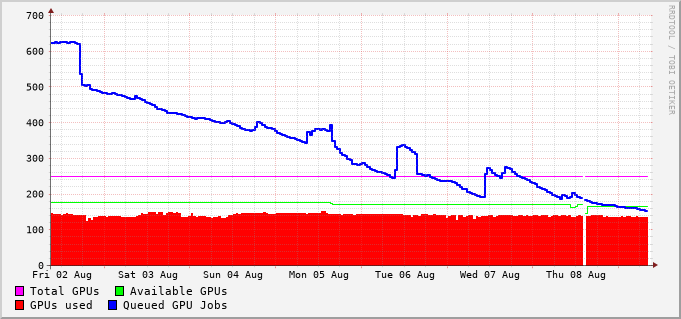 RRDTOOL / TOBI OETIKER
700
600
500
400
300
200
100
0
Fri 02 Aug Sat 03 Aug Sun 04 Aug Mon 05 Aug Tue 06 Aug Wed 07 Aug Thu 08 Aug
Total GPUs Available GPUs
GPUs used Queued GPU Jobs